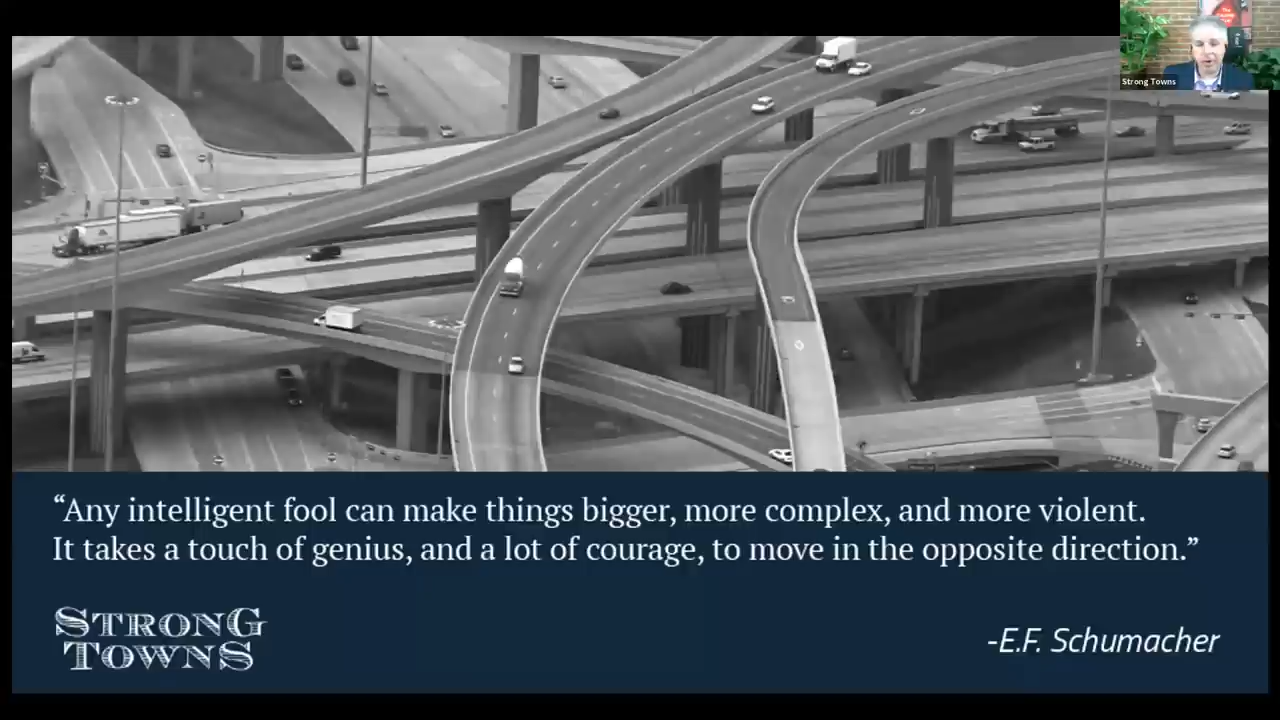 Strong Towns
“Any intelligent fool can make things bigger, more complex, and more violent.
It takes a touch of genius, and a lot of courage, to move in the opposite direction.”
STRONG
TOWNS
-E.F. Schumacher